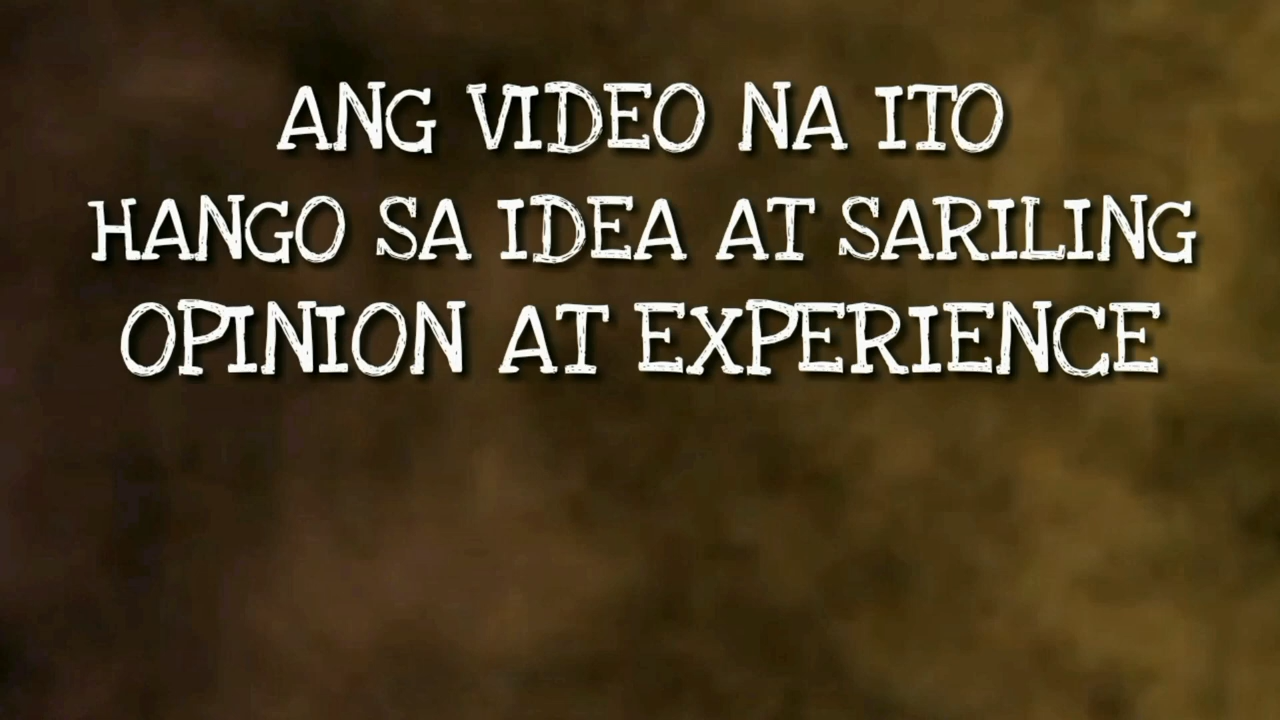 ANG VIDEO NA ITO
HANGO SA IDEA AT SARILING
OPINION AT EXPERIENCE